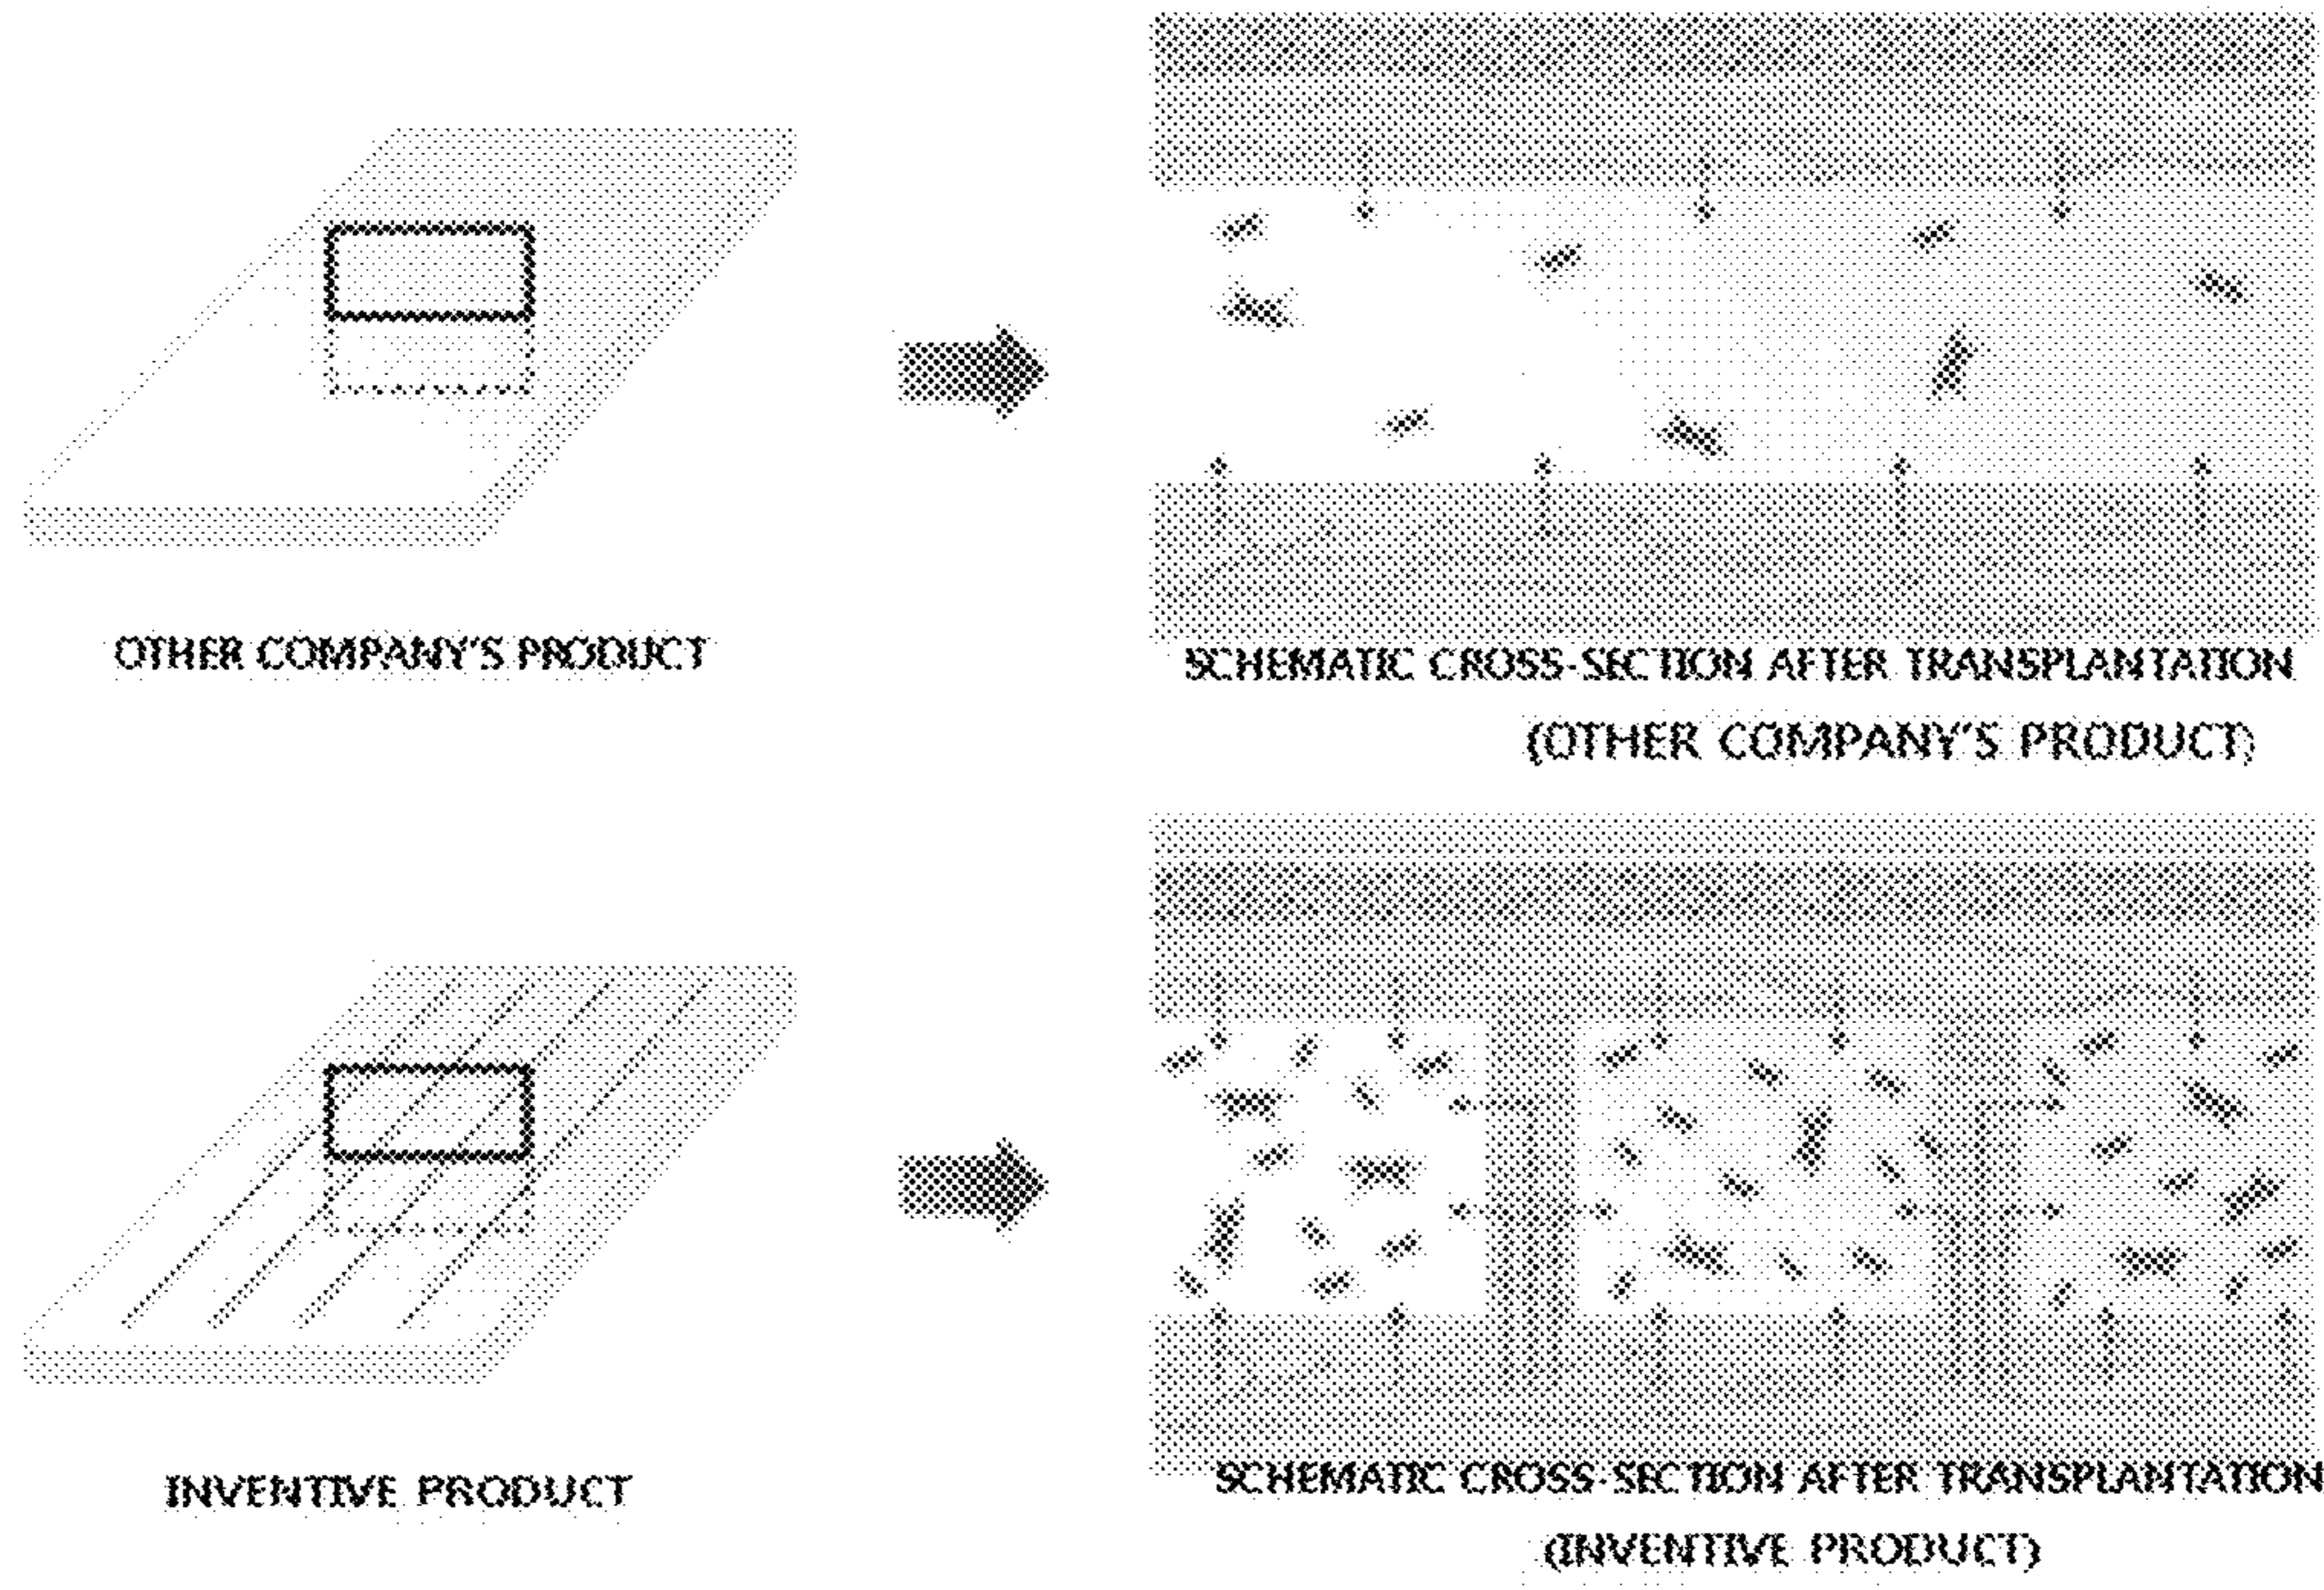 OTHER COMPANY'S PRODUCT
SCHEMATIC CROSS-SECTION AFTER TRANSPLANTATION
(OTHER COMPANY'S PRODUCT)
INVENTIVE PRODUCT
SCHEMATIC CROSS-SECTION AFTER TRANSPLANTATION
(INVENTIVE PRODUCT)